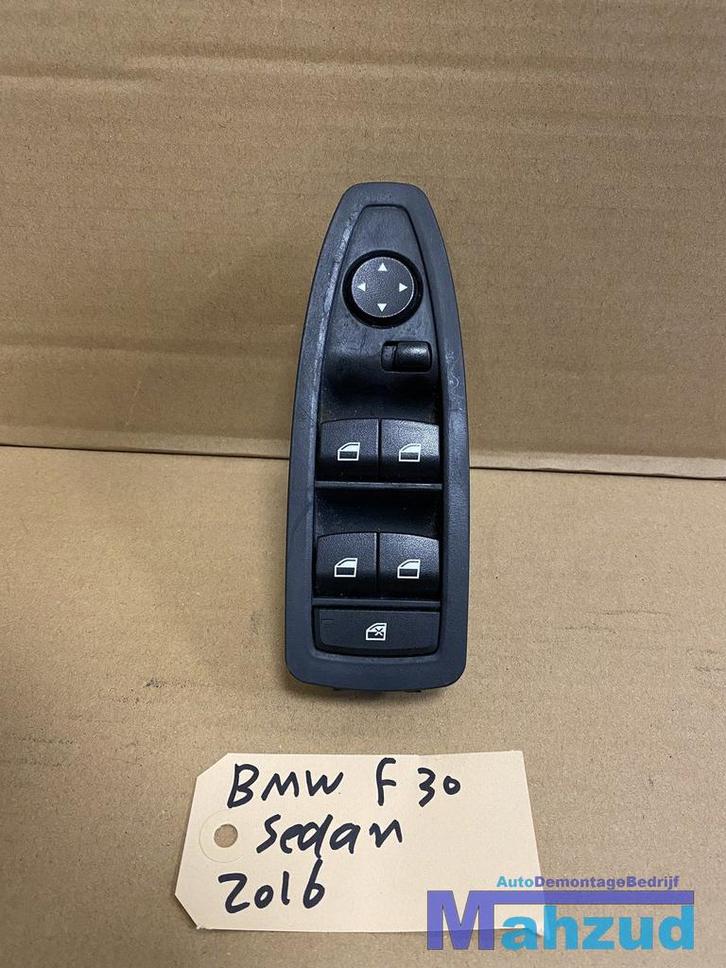 BMW F30
Sedan
2016
AutoDemontageBedrijf
Mahzud